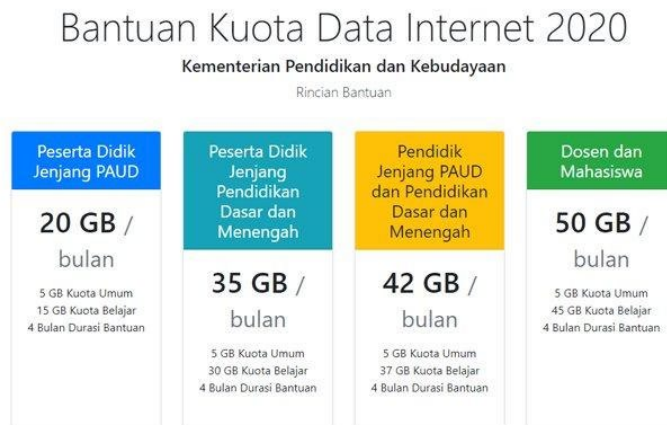 Bantuan Kuota Data Internet 2020
Kementerian Pendidikan dan Kebudayaan
Rincian Bantuan
Peserta Didik
Jenjang PAUD
20 GB /
bulan
5 GB Kuota Umum
15 GB Kuota Belajar
4 Bulan Durasi Bantuan
Peserta Didik
Jenjang
Pendidikan
Dasar dan
Menengah
35 GB /
bulan
5 GB Kuota Umum
30 GB Kuota Belajar
4 Bulan Durasi Bantuan
Pendidik
Jenjang PAUD
dan Pendidikan
Dasar dan
Menengah
42 GB /
bulan
5 GB Kuota Umum
37 GB Kuota Belajar
4 Bulan Durasi Bantuan
Dosen dan
Mahasiswa
50 GB /
bulan
5 GB Kuota Umum
45 GB Kuota Belajar
4 Bulan Durasi Bantuan